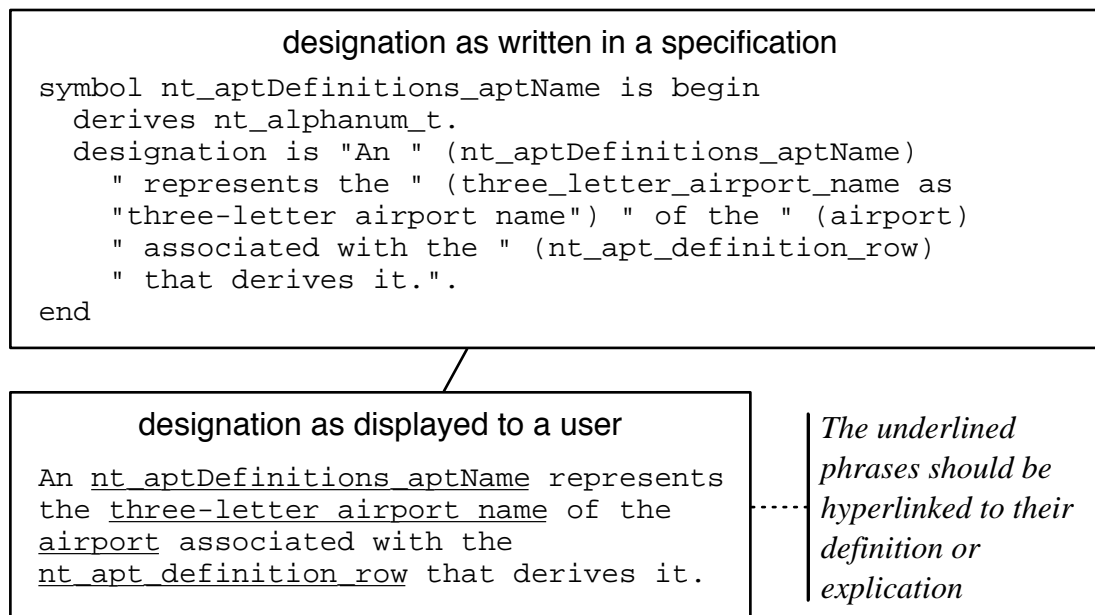 designation as written in a specification
symbol nt_aptDefinitions_aptName is begin
  derives nt_alphanum_t.
  designation is "An " (nt_aptDefinitions_aptName)
    " represents the " (three_letter_airport_name as
    "three-letter airport name") " of the " (airport)
    " associated with the " (nt_apt_definition_row)
    " that derives it.".
end
designation as displayed to a user
An nt_aptDefinitions_aptName represents
the three-letter airport name of the
airport associated with the
nt_apt_definition_row that derives it.
The underlined
phrases should be
hyperlinked to their
definition or
explication